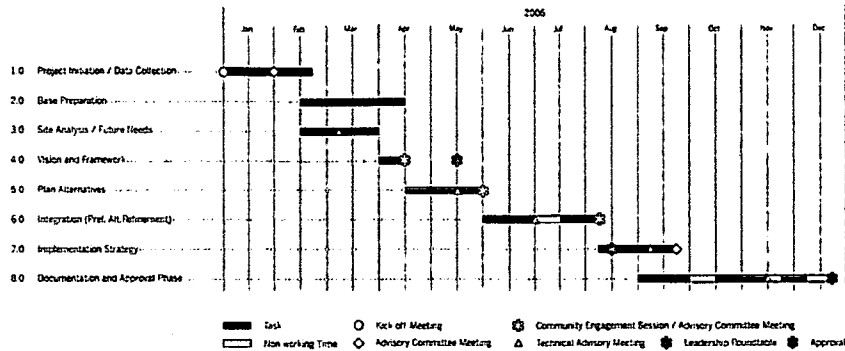 2006
Jan Feb Mar Apr May Jun Jul Aug Sep Oct Nov Dec
1.0 Project Initiation / Data Collection
2.0 Base Preparation
3.0 Site Analysis / Future Needs
4.0 Vision and Framework
5.0 Plan Alternatives
6.0 Integration (Pref. Alt. Refinement)
7.0 Implementation Strategy
8.0 Documentation and Approval Phase
Task Kick off Meeting Community Engagement Session / Advisory Committee Meeting
Non working Time Advisory Committee Meeting Technical Advisory Meeting Leadership Roundtable Approval